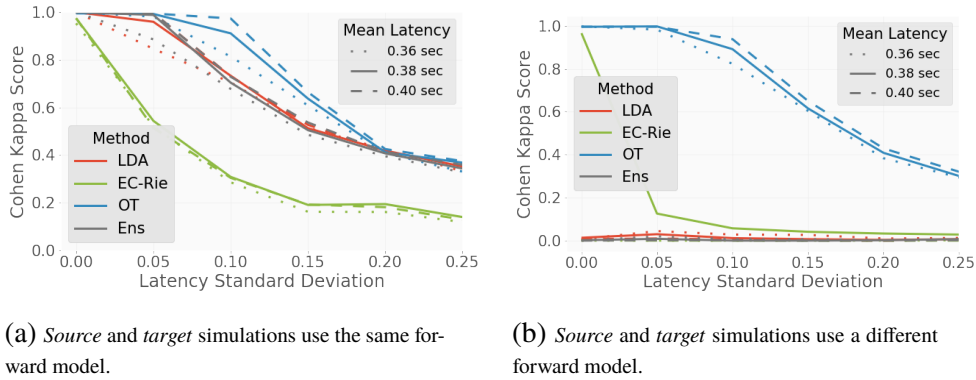 Cohen Kappa Score
1.0
0.8
0.6
0.4
0.2
0.0
Mean Latency
0.36 sec
0.38 sec
0.40 sec
Method
LDA
EC-Rie
OT
Ens
0.00 0.05 0.10 0.15 0.20 0.25
Latency Standard Deviation
(a) Source and target simulations use the same for-
ward model.
Cohen Kappa Score
1.0
0.8
0.6
0.4
0.2
0.0
Mean Latency
0.36 sec
0.38 sec
0.40 sec
Method
LDA
EC-Rie
OT
Ens
0.00 0.05 0.10 0.15 0.20 0.25
Latency Standard Deviation
(b) Source and target simulations use a different
forward model.